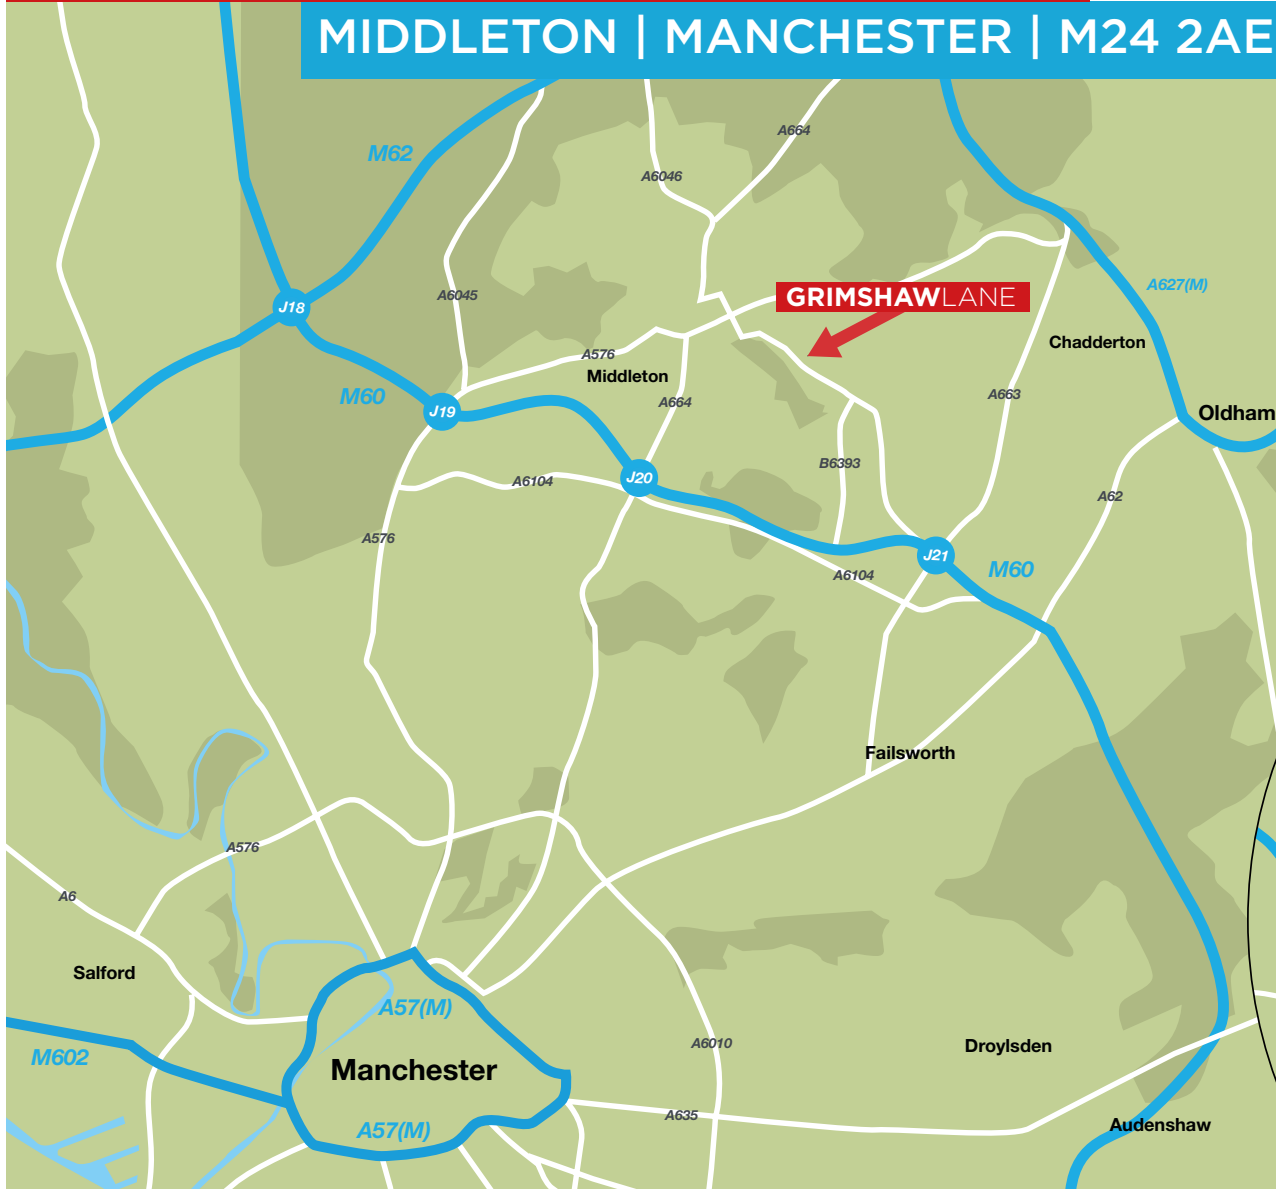 MIDDLETON | MANCHESTER | M24 2AE
A664
M62
A6046
A627(M)
A6045
J18
GRIMSHAWLANE
Chadderton
A576
Middleton
M60
A663
A664
J19
Oldham
B6393
J20
A6104
A62
A576
J21
M60
A6104
Failsworth
A576
A6
Salford
A57(M)
A6010
Droylsden
M602
Manchester
A635
Audenshaw
A57(M)